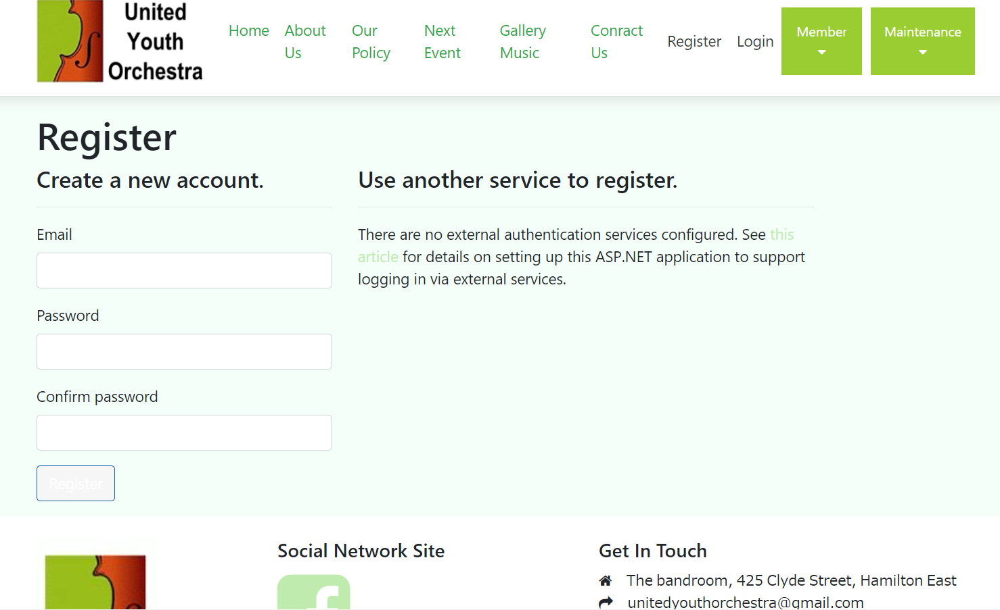 United
Youth
Orchestra
Home
About
Us
Our
Policy
Next
Event
Gallery
Music
Conract
Us
Register
Login
Member
Maintenance
Register
Create a new account.
Email
Password
Confirm password
Register
Use another service to register.
There are no external authentication services configured. See this
article for details on setting up this ASP.NET application to support
logging in via external services.
Social Network Site
Get In Touch
The bandroom, 425 Clyde Street, Hamilton East
unitedyouthorchestra@gmail.com